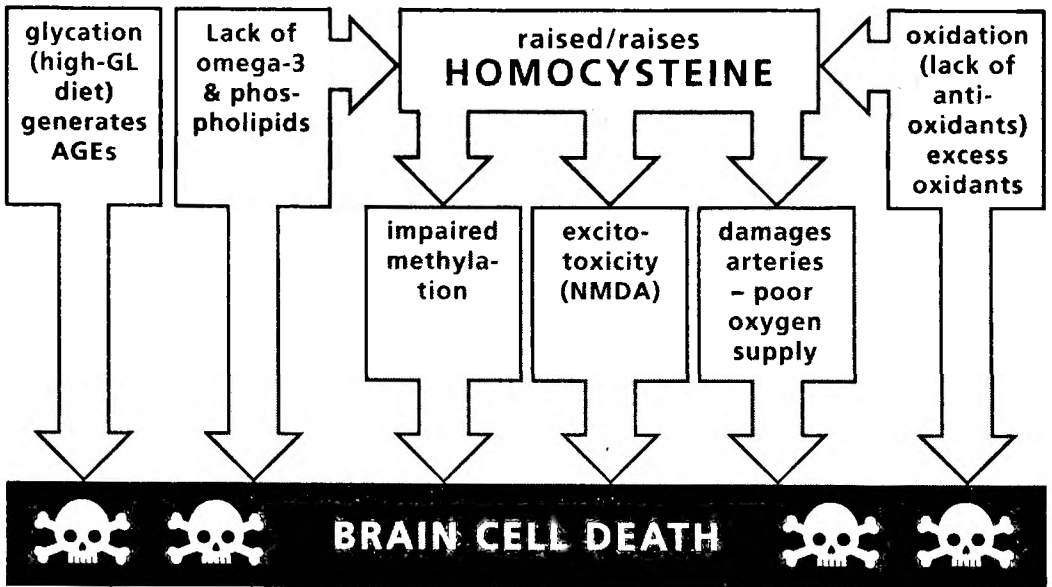 glycation
(high-GL
diet)
generates
AGEs
Lack of
omega-3
& phos-
pholipids
raised/raises
HOMOCYSTEINE
oxidation
(lack of
anti-
oxidants)
excess
oxidants
impaired
methyla-
tion
excito-
toxicity
(NMDA)
damages
arteries
– poor
oxygen
supply
BRAIN CELL DEATH